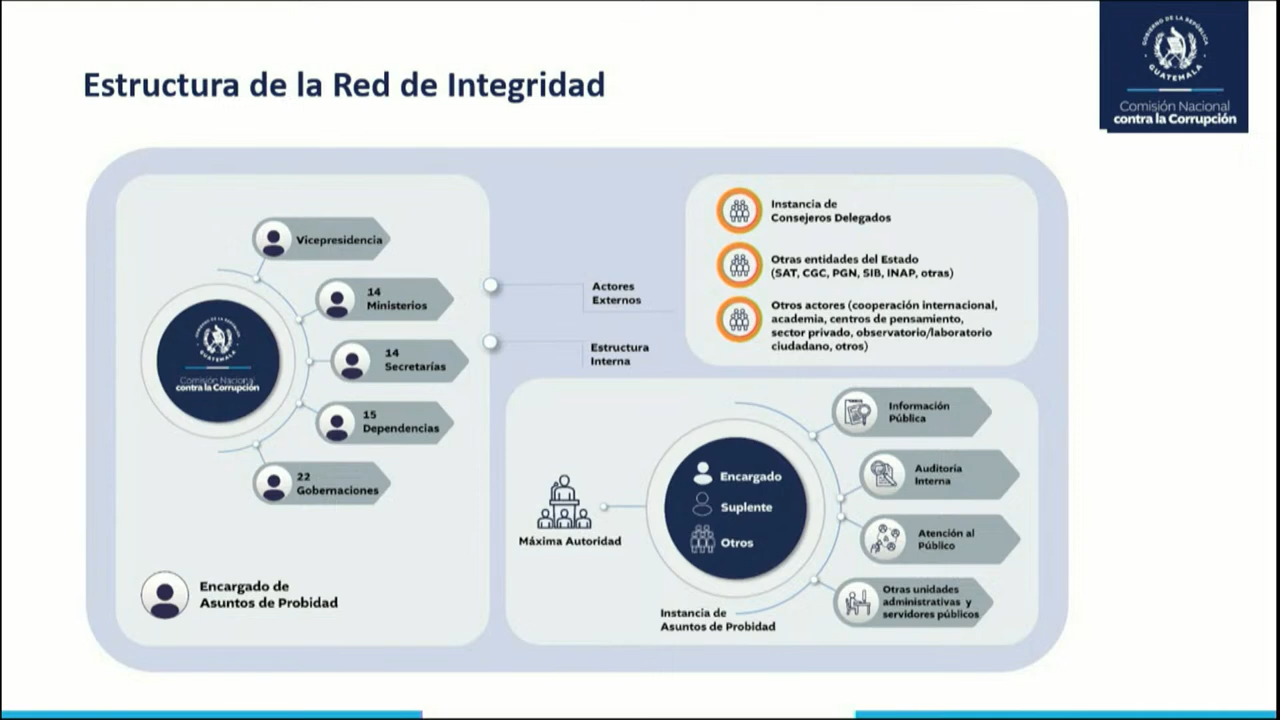 Estructura de la Red de Integridad
GOBIERNO DE LA REPÚBLICA
GUATEMALA
Comisión Nacional
contra la Corrupción
Vicepresidencia
14
Ministerios
14
Secretarías
15
Dependencias
22
Gobernaciones
Comisión Nacional
contra la Corrupción
Encargado de
Asuntos de Probidad
Actores
Externos
Estructura
Interna
Instancia de
Consejeros Delegados
Otras entidades del Estado
(SAT, CGC, PGN, SIB, INAP, otras)
Otros actores (cooperación internacional,
academia, centros de pensamiento,
sector privado, observatorio/laboratorio
ciudadano, otros)
Máxima Autoridad
Encargado
Suplente
Otros
Instancia de
Asuntos de Probidad
Información
Pública
Auditoria
Interna
Atención al
Público
Otras unidades
administrativas y
servidores públicos